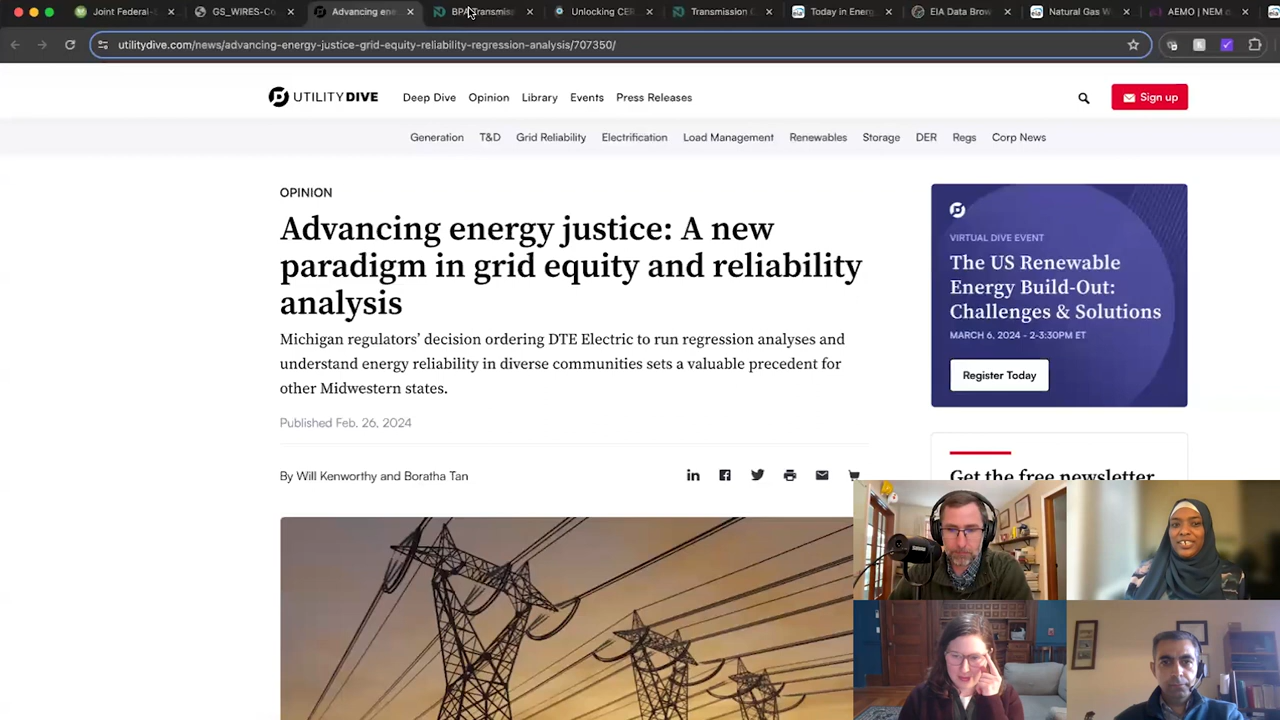 Joint Federal-S
GS_WIRES-Co
Advancing en
BPA Transmis
Unlocking CER
Transmission C
Today in Energ
EIA Data Brow
Natural Gas W
AEMO | NEM o
utilitydive.com/news/advancing-energy-justice-grid-equity-reliability-regression-analysis/707350/
UTILITY DIVE
Deep Dive Opinion Library Events Press Releases
Sign up
Generation T&D Grid Reliability Electrification Load Management Renewables Storage DER Regs Corp News
OPINION
Advancing energy justice: A new
paradigm in grid equity and reliability
analysis
Michigan regulators’ decision ordering DTE Electric to run regression analyses and
understand energy reliability in diverse communities sets a valuable precedent for
other Midwestern states.
Published Feb. 26, 2024
By Will Kenworthy and Boratha Tan
VIRTUAL DIVE EVENT
The US Renewable
Energy Build-Out:
Challenges & Solutions
MARCH 6, 2024 - 2-3:30PM ET
Register Today
Get the free newsletter